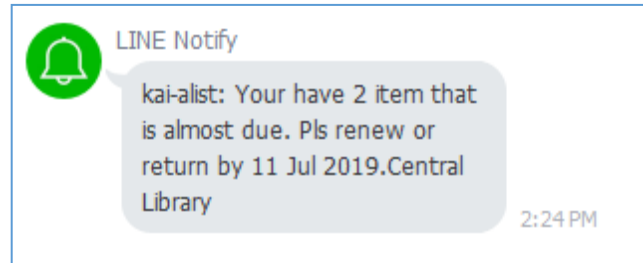 LINE Notify
kai-alist: Your have 2 item that
is almost due. Pls renew or
return by 11 Jul 2019.Central
Library
2:24 PM